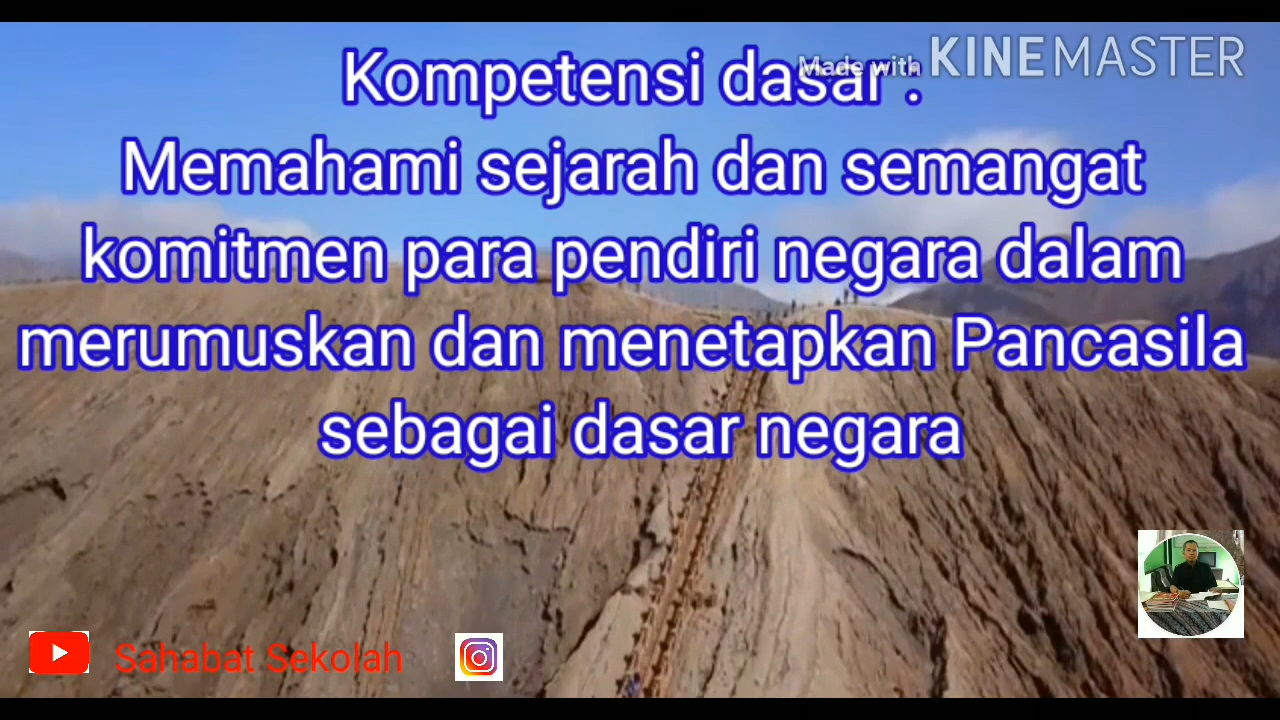 Kompetensi dasar :
Made with KINEMASTER
Memahami sejarah dan semangat
komitmen para pendiri negara dalam
merumuskan dan menetapkan Pancasila
sebagai dasar negara
Sahabat Sekolah